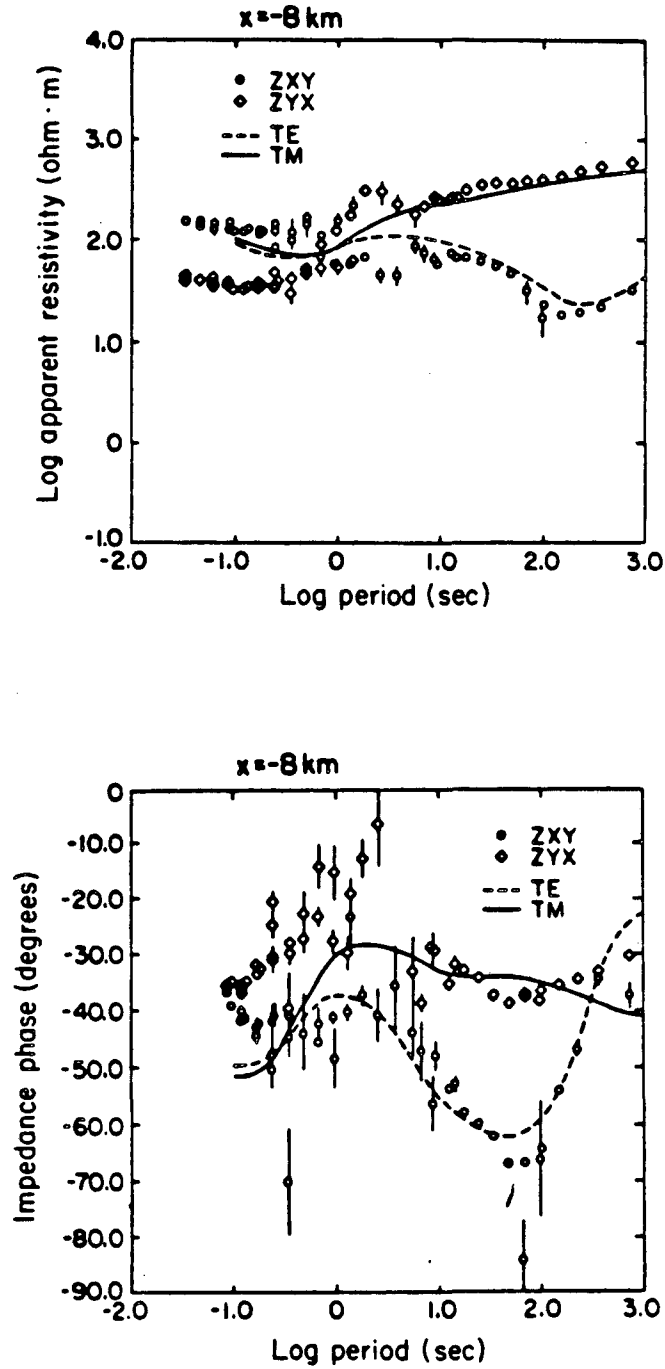 x=-8 km
4.0
3.0
2.0
1.0
0
-1.0
Log apparent resistivity (ohm·m)
ZXY
ZYX
TE
TM
-2.0 -1.0 0 1.0 2.0 3.0
Log period (sec)
x=-8 km
0
-10.0
-20.0
-30.0
-40.0
-50.0
-60.0
-70.0
-80.0
-90.0
Impedance phase (degrees)
ZXY
ZYX
TE
TM
-2.0 -1.0 0 1.0 2.0 3.0
Log period (sec)